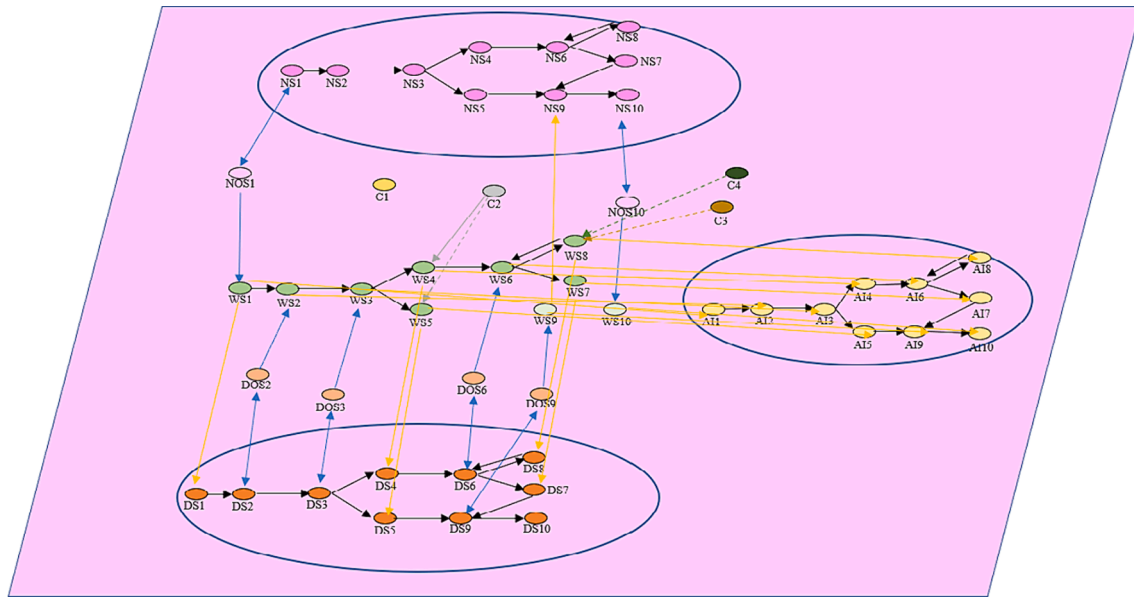 NS8
NS4
NS6
NS7
NS1
NS2
NS3
NS5
NS9
NS10
NOS1
C1
C2
C4
NOS10
C3
WS8
WS4
WS6
WS7
WS1
WS2
WS3
WS5
WS9
WS10
AI8
AI4
AI6
AI7
AI1
AI2
AI3
AI5
AI9
AI10
DOS2
DOS3
DOS6
DOS9
DS8
DS4
DS6
DS7
DS1
DS2
DS3
DS5
DS9
DS10